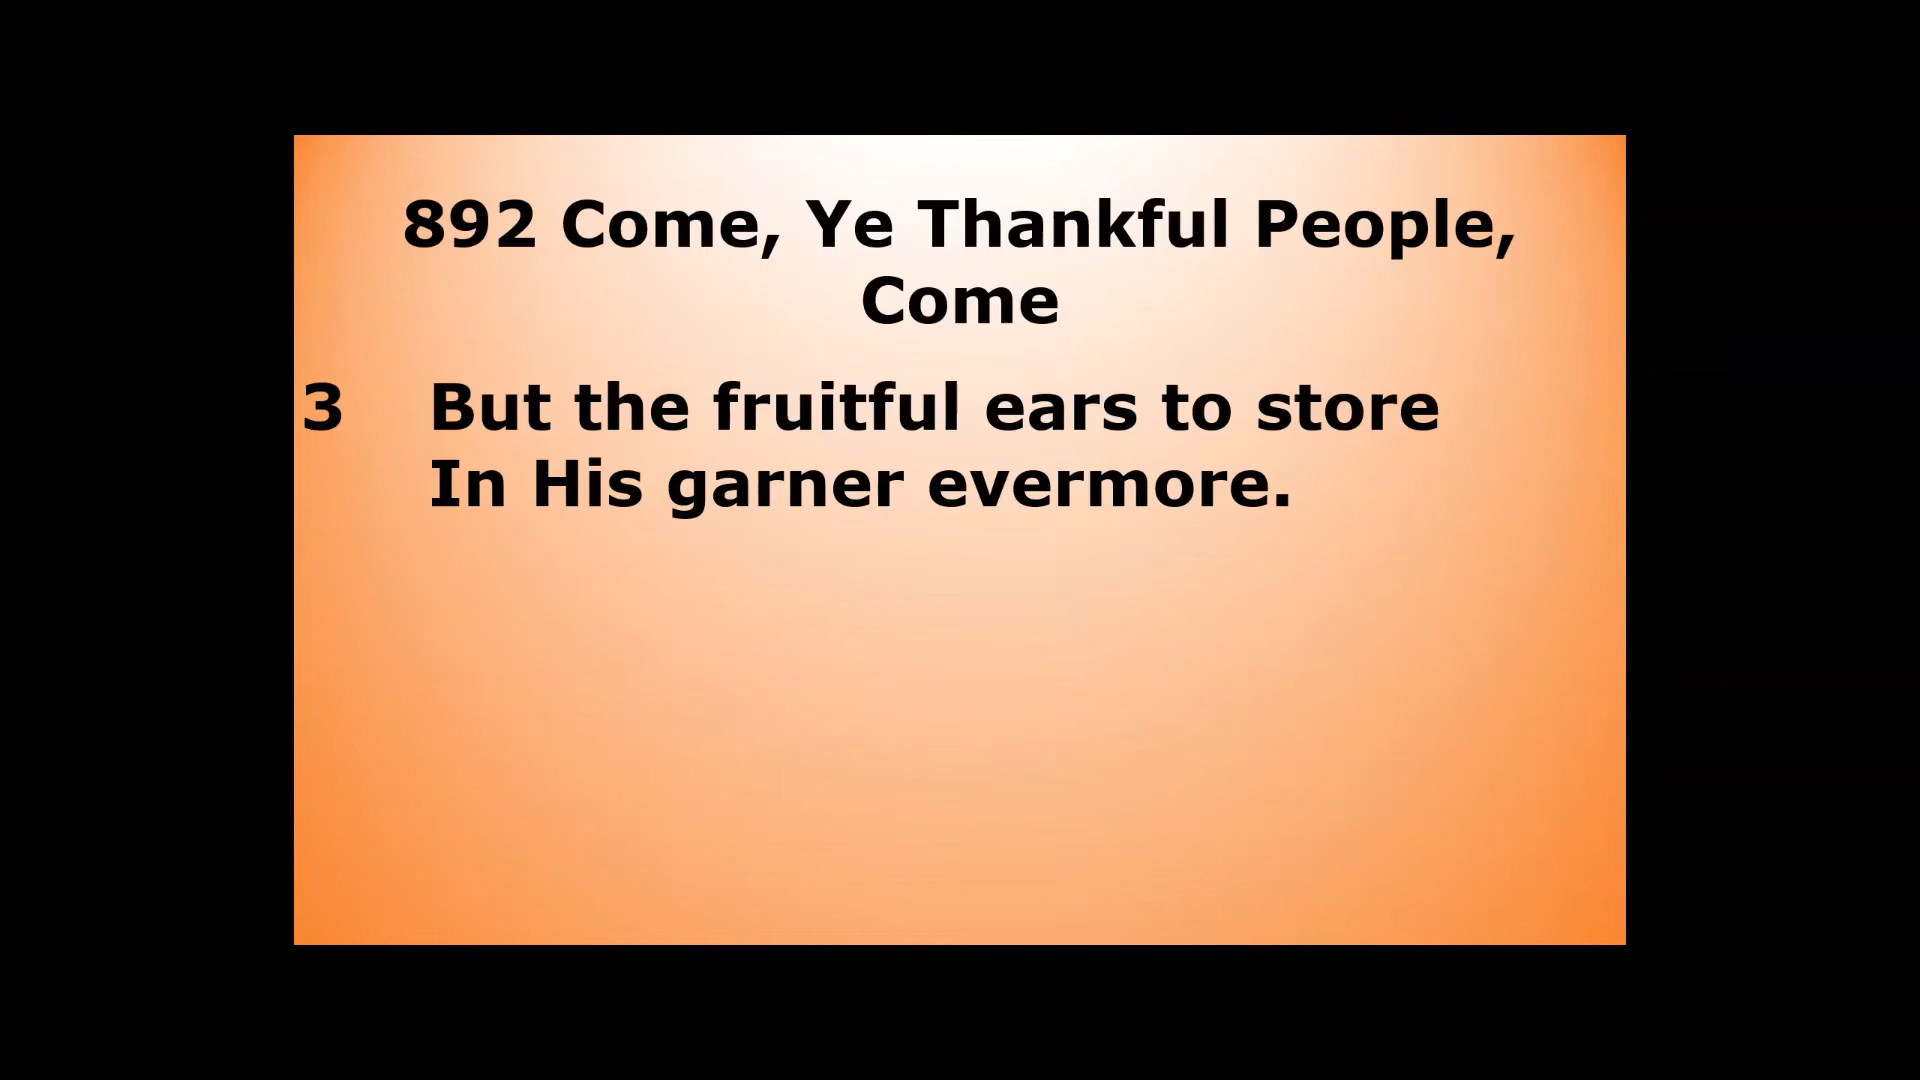 892 Come, Ye Thankful People,
Come
3 But the fruitful ears to store
In His garner evermore.